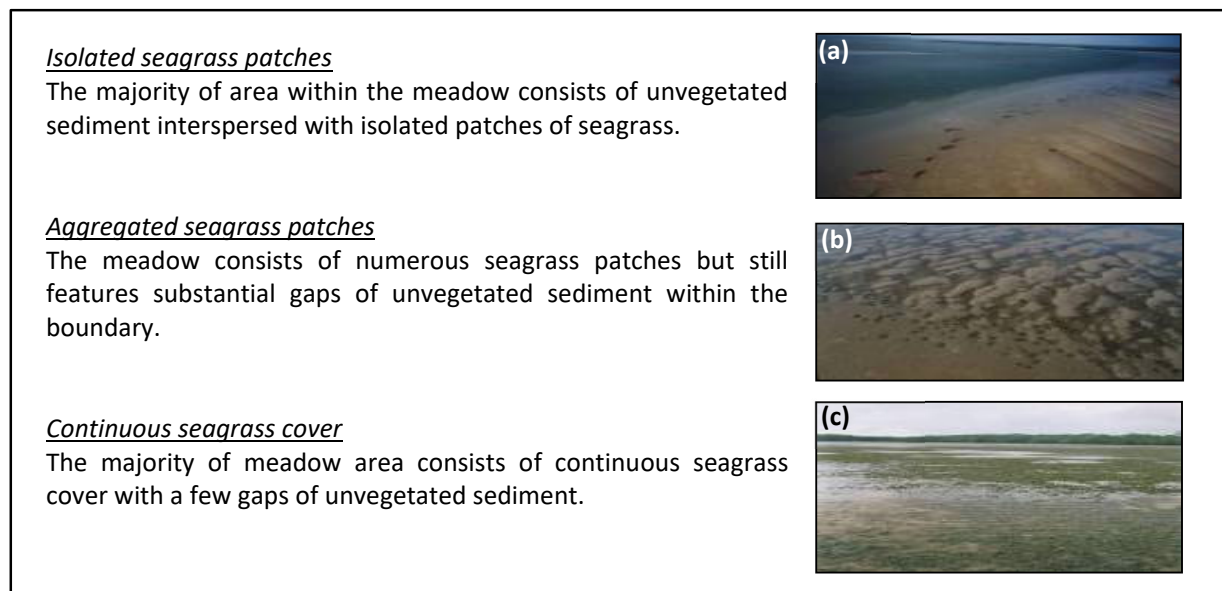 Isolated seagrass patches
The majority of area within the meadow consists of unvegetated
sediment interspersed with isolated patches of seagrass.
(a)
Aggregated seagrass patches
The meadow consists of numerous seagrass patches but still
features substantial gaps of unvegetated sediment within the
boundary.
(b)
Continuous seagrass cover
The majority of meadow area consists of continuous seagrass
cover with a few gaps of unvegetated sediment.
(c)